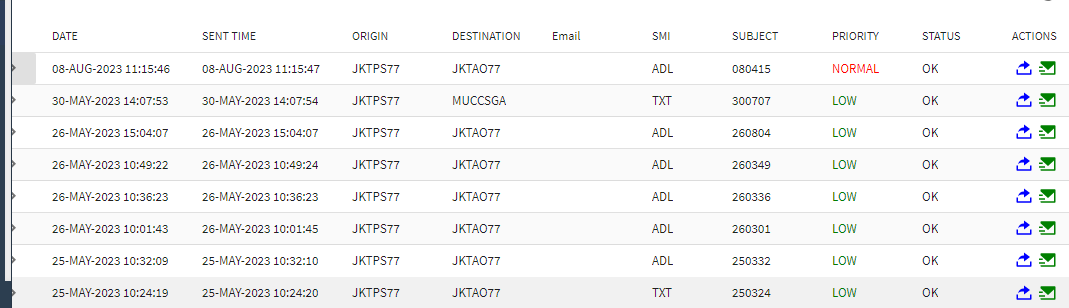 DATE SENT TIME ORIGIN DESTINATION Email SMI SUBJECT PRIORITY STATUS ACTIONS
08-AUG-2023 11:15:46 08-AUG-2023 11:15:47 JKTPS77 JKTAO77 ADL 080415 NORMAL OK
30-MAY-2023 14:07:53 30-MAY-2023 14:07:54 JKTPS77 MUCCSGA TXT 300707 LOW OK
26-MAY-2023 15:04:07 26-MAY-2023 15:04:07 JKTPS77 JKTAO77 ADL 260804 LOW OK
26-MAY-2023 10:49:22 26-MAY-2023 10:49:24 JKTPS77 JKTAO77 ADL 260349 LOW OK
26-MAY-2023 10:36:23 26-MAY-2023 10:36:23 JKTPS77 JKTAO77 ADL 260336 LOW OK
26-MAY-2023 10:01:43 26-MAY-2023 10:01:45 JKTPS77 JKTAO77 ADL 260301 LOW OK
25-MAY-2023 10:32:09 25-MAY-2023 10:32:10 JKTPS77 JKTAO77 ADL 250332 LOW OK
25-MAY-2023 10:24:19 25-MAY-2023 10:24:20 JKTPS77 JKTAO77 TXT 250324 LOW OK